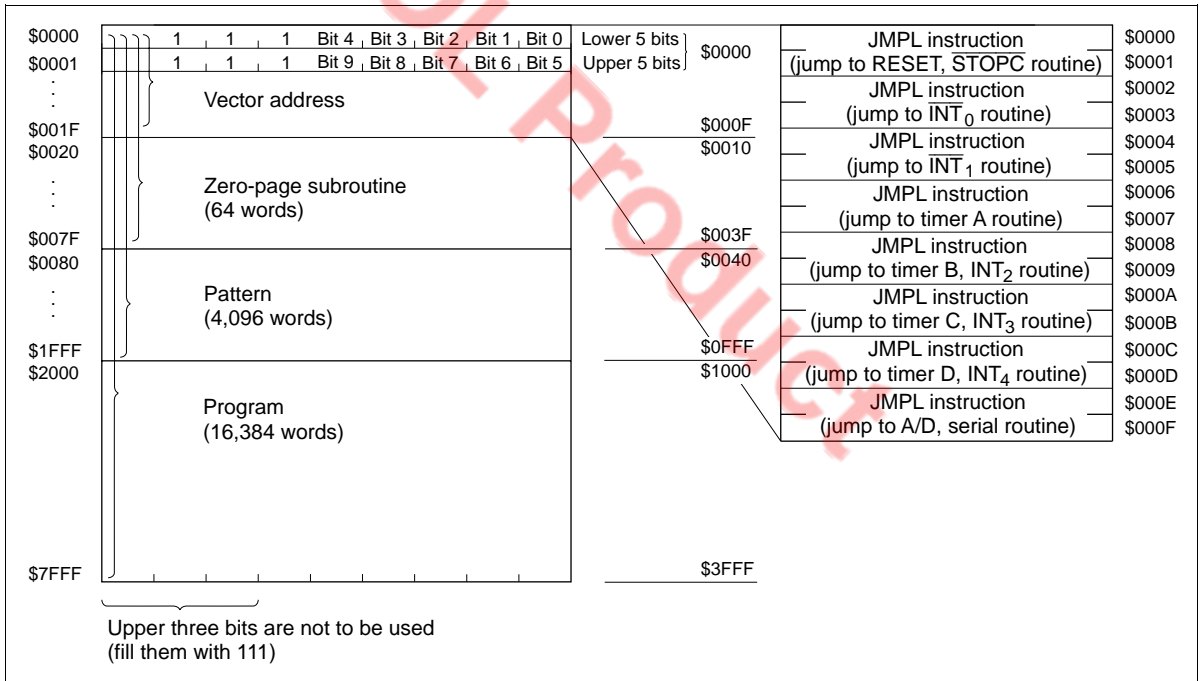 $0000 1 1 1 Bit 4 Bit 3 Bit 2 Bit 1 Bit 0 Lower 5 bits
$0001 1 1 1 Bit 9 Bit 8 Bit 7 Bit 6 Bit 5 Upper 5 bits
$0000
Vector address
$001F
$000F
$0020
$0010
Zero-page subroutine
(64 words)
$007F
$003F
$0080
$0040
Pattern
(4,096 words)
$1FFF
$0FFF
$2000
$1000
Program
(16,384 words)
$7FFF
$3FFF
Upper three bits are not to be used
(fill them with 111)
JMPL instruction $0000
(jump to RESET, STOPC routine) $0001
JMPL instruction $0002
(jump to INT0 routine) $0003
JMPL instruction $0004
(jump to INT1 routine) $0005
JMPL instruction $0006
(jump to timer A routine) $0007
JMPL instruction $0008
(jump to timer B, INT2 routine) $0009
JMPL instruction $000A
(jump to timer C, INT3 routine) $000B
JMPL instruction $000C
(jump to timer D, INT4 routine) $000D
JMPL instruction $000E
(jump to A/D, serial routine) $000F
Product